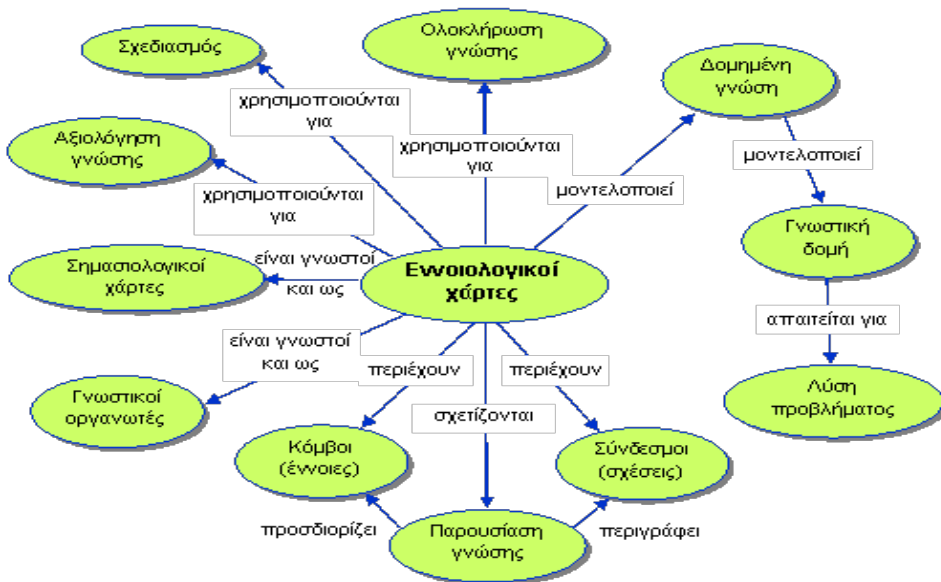 Σχεδιασμός
Ολοκλήρωση
γνώσης
Δομημένη
γνώση
χρησιμοποιούνται
για
Αξιολόγηση
γνώσης
χρησιμοποιούνται
για
μοντελοποιεί
χρησιμοποιούνται
για
μοντελοποιεί
Γνωστική
δομή
Σημασιολογικοί
χάρτες
είναι γνωστοί
και ως
Εννοιολογικοί
χάρτες
απαιτείται για
είναι γνωστοί
και ως
περιέχουν
περιέχουν
Γνωστικοί
οργανωτές
σχετίζονται
Λύση
προβλήματος
Κόμβοι
(έννοιες)
Σύνδεσμοι
(σχέσεις)
προσδιορίζει
Παρουσίαση
γνώσης
περιγράφει